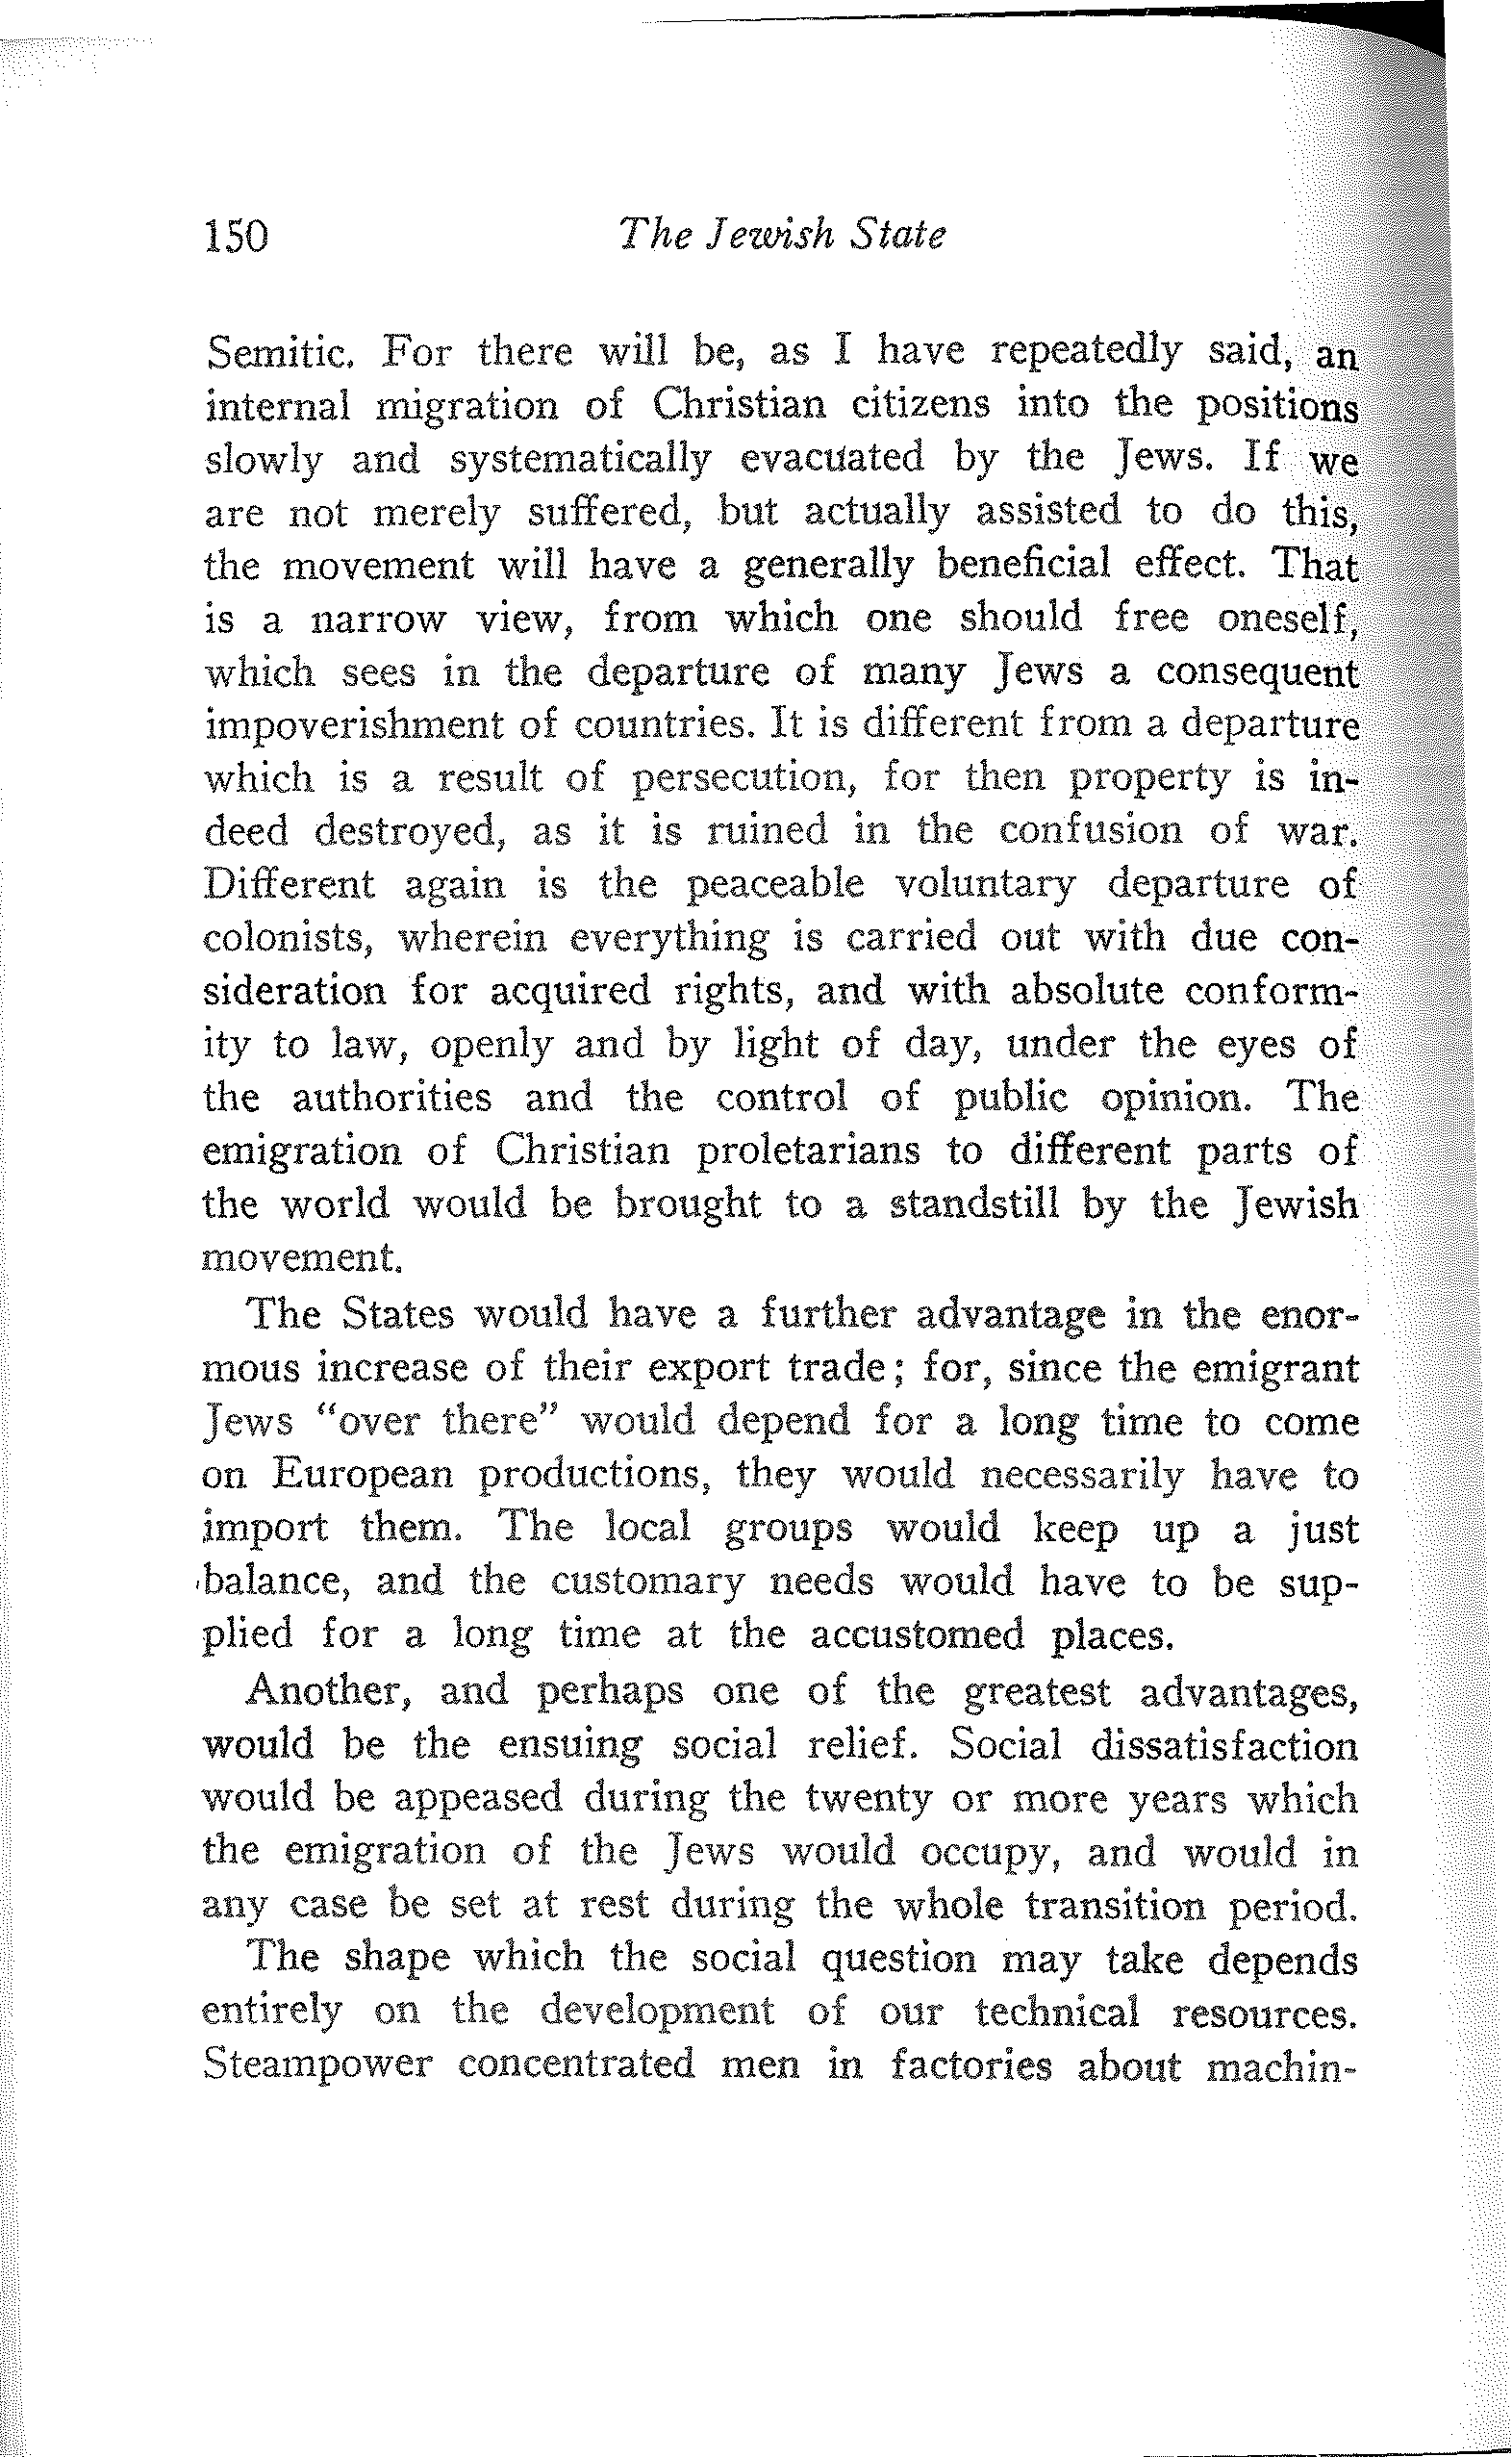 150 The Jewish State
Semitic. For there will be, as I have repeatedly said, an
internal migration of Christian citizens into the positions
slowly and systematically evacuated by the Jews. If we
are not merely suffered, but actually assisted to do this,
the movement will have a generally beneficial effect. That
is a narrow view, from which one should free oneself,
which sees in the departure of many Jews a consequent
impoverishment of countries. It is different from a departure
which is a result of persecution, for then property is in-
deed destroyed, as it is ruined in the confusion of war.
Different again is the peaceable voluntary departure of
colonists, wherein everything is carried out with due con-
sideration for acquired rights, and with absolute conform-
ity to law, openly and by light of day, under the eyes of
the authorities and the control of public opinion. The
emigration of Christian proletarians to different parts of
the world would be brought to a standstill by the Jewish
movement.
The States would have a further advantage in the enor-
mous increase of their export trade; for, since the emigrant
Jews “over there” would depend for a long time to come
on European productions, they would necessarily have to
import them. The local groups would keep up a just
balance, and the customary needs would have to be sup-
plied for a long time at the accustomed places.
Another, and perhaps one of the greatest advantages,
would be the ensuing social relief. Social dissatisfaction
would be appeased during the twenty or more years which
the emigration of the Jews would occupy, and would in
any case be set at rest during the whole transition period.
The shape which the social question may take depends
entirely on the development of our technical resources.
Steampower concentrated men in factories about machin-